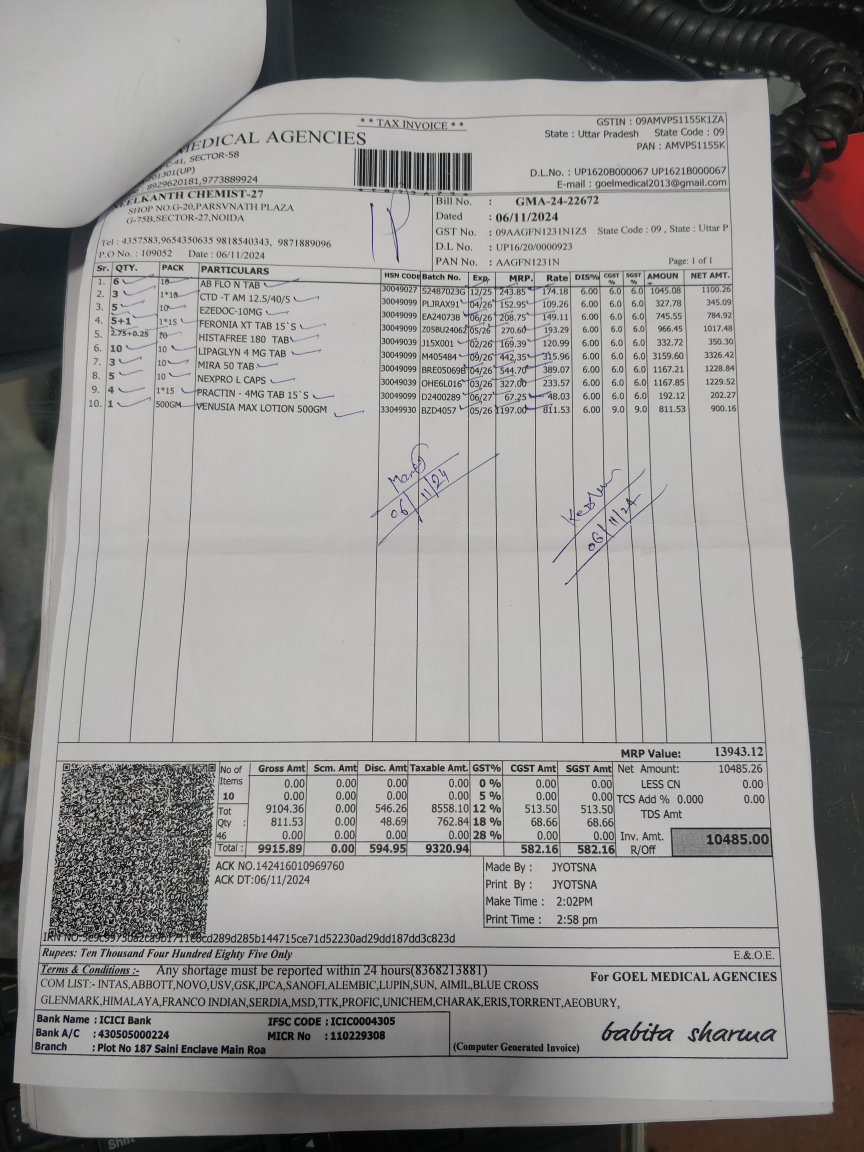 ** TAX INVOICE **
GSTIN : 09AMVPS1155K1ZA
MEDICAL AGENCIES
State : Uttar Pradesh State Code : 09
PAN : AMVPS1155K
-41, SECTOR-58
01301(UP)
8929620181,9773889924
D.L.No. : UP1620B000067 UP1621B000067
E-mail : goelmedical2013@gmail.com
EELKANTH CHEMIST-27
SHOP NO.G-20,PARSVNATH PLAZA
G-75B,SECTOR-27,NOIDA
Tel : 4357583,9654350635 9818540343, 9871889096
P.O No. : 109052 Date : 06/11/2024
Bill No. : GMA-24-22672
Dated : 06/11/2024
GST No. : 09AAGFN1231N1Z5 State Code : 09 , State : Uttar P
D.L No. : UP16/20/0000923
PAN No. : AAGFN1231N Page: 1 of 1
Sr. QTY. PACK PARTICULARS HSN CODE Batch No. Exp. MRP. Rate DIS% CGST % SGST % AMOUN NET AMT.
1. 6 10 AB FLO N TAB 30049027 S2487023G 12/25 243.85 174.18 6.00 6.0 6.0 1045.08 1100.26
2. 3 1*10 CTD -T AM 12.5/40/5 30049099 PLJRAX91 04/26 152.95 109.26 6.00 6.0 6.0 327.78 345.09
3. 5 10 EZEDOC-10MG 30049099 EA240738 06/26 208.75 149.11 6.00 6.0 6.0 745.55 784.92
4. 5+1 1*15 FERONIA XT TAB 15`S 30049099 Z05BU24062 05/26 270.60 193.29 6.00 6.0 6.0 966.45 1017.48
5. 2.75+0.25 10 HISTAFREE 180 TAB 30049039 J15X001 02/26 169.39 120.99 6.00 6.0 6.0 332.72 350.30
6. 10 10 LIPAGLYN 4 MG TAB 30049099 M405484 09/26 442.35 315.96 6.00 6.0 6.0 3159.60 3326.42
7. 3 10 MIRA 50 TAB 30049099 BRE05069B 04/26 544.70 389.07 6.00 6.0 6.0 1167.21 1228.84
8. 5 10 NEXPRO L CAPS 30049039 OHE6L016 03/26 327.00 233.57 6.00 6.0 6.0 1167.85 1229.52
9. 4 1*15 PRACTIN - 4MG TAB 15`S 30049099 D2400289 06/27 67.25 48.03 6.00 6.0 6.0 192.12 202.27
10. 1 500GM VENUSIA MAX LOTION 500GM 33049930 BZD4057 05/26 1197.00 811.53 6.00 9.0 9.0 811.53 900.16
06/11/24
06/11/24
MRP Value: 13943.12
No of Items 10 Tot Qty : 46
Gross Amt Scm. Amt Disc. Amt Taxable Amt. GST% CGST Amt SGST Amt
0.00 0.00 0.00 0.00 0 % 0.00 0.00
0.00 0.00 0.00 0.00 5 % 0.00 0.00
9104.36 0.00 546.26 8558.10 12 % 513.50 513.50
811.53 0.00 48.69 762.84 18 % 68.66 68.66
0.00 0.00 0.00 0.00 28 % 0.00 0.00
Total : 9915.89 0.00 594.95 9320.94 582.16 582.16
Net Amount: 10485.26
LESS CN 0.00
TCS Add % 0.000 0.00
TDS Amt
Inv. Amt. 10485.00
R/Off
ACK NO.142416010969760
ACK DT:06/11/2024
Made By : JYOTSNA
Print By : JYOTSNA
Make Time : 2:02PM
Print Time : 2:58 pm
Rupees: Ten Thousand Four Hundred Eighty Five Only E.&O.E.
Terms & Conditions :- Any shortage must be reported within 24 hours(8368213881)
COM LIST:- INTAS,ABBOTT,NOVO,USV,GSK,IPCA,SANOFI,ALEMBIC,LUPIN,SUN, AIMIL,BLUE CROSS
GLENMARK,HIMALAYA,FRANCO INDIAN,SERDIA,MSD,TTK,PROFIC,UNICHEM,CHARAK,ERIS,TORRENT,AEOBURY,
For GOEL MEDICAL AGENCIES
Bank Name : ICICI Bank IFSC CODE : ICIC0004305
Bank A/C : 430505000224 MICR No : 110229308
Branch : Plot No 187 Saini Enclave Main Roa
(Computer Generated Invoice)
babita sharma
Shift